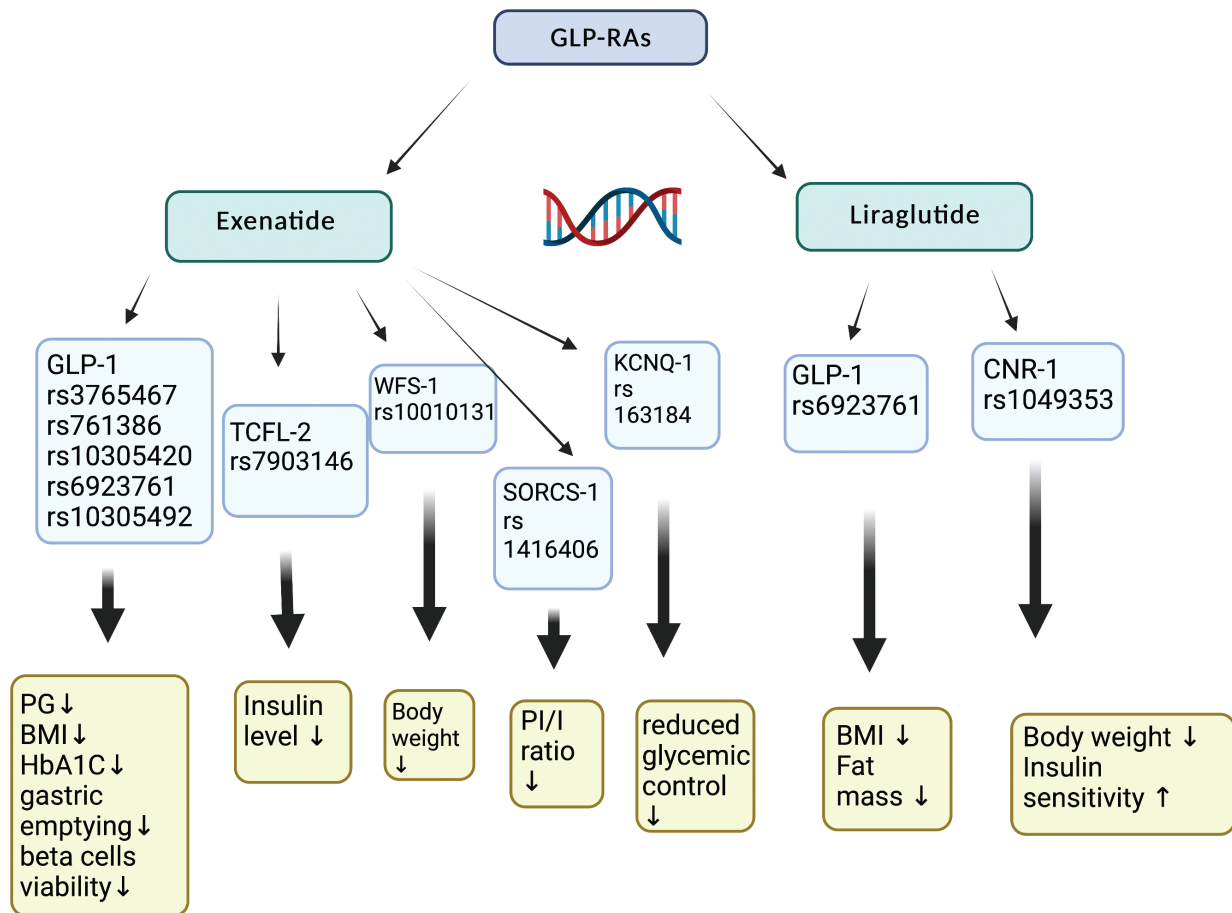 GLP-RAs
Exenatide
Liraglutide
GLP-1
rs3765467
rs761386
rs10305420
rs6923761
rs10305492
TCFL-2
rs7903146
WFS-1
rs10010131
SORCS-1
rs
1416406
KCNQ-1
rs
163184
GLP-1
rs6923761
CNR-1
rs1049353
PG↓
BMI↓
HbA1C↓
gastric
emptying↓
beta cells
viability↓
Insulin
level ↓
Body
weight
↓
PI/I
ratio
↓
reduced
glycemic
control
↓
BMI ↓
Fat
mass ↓
Body weight ↓
Insulin
sensitivity ↑